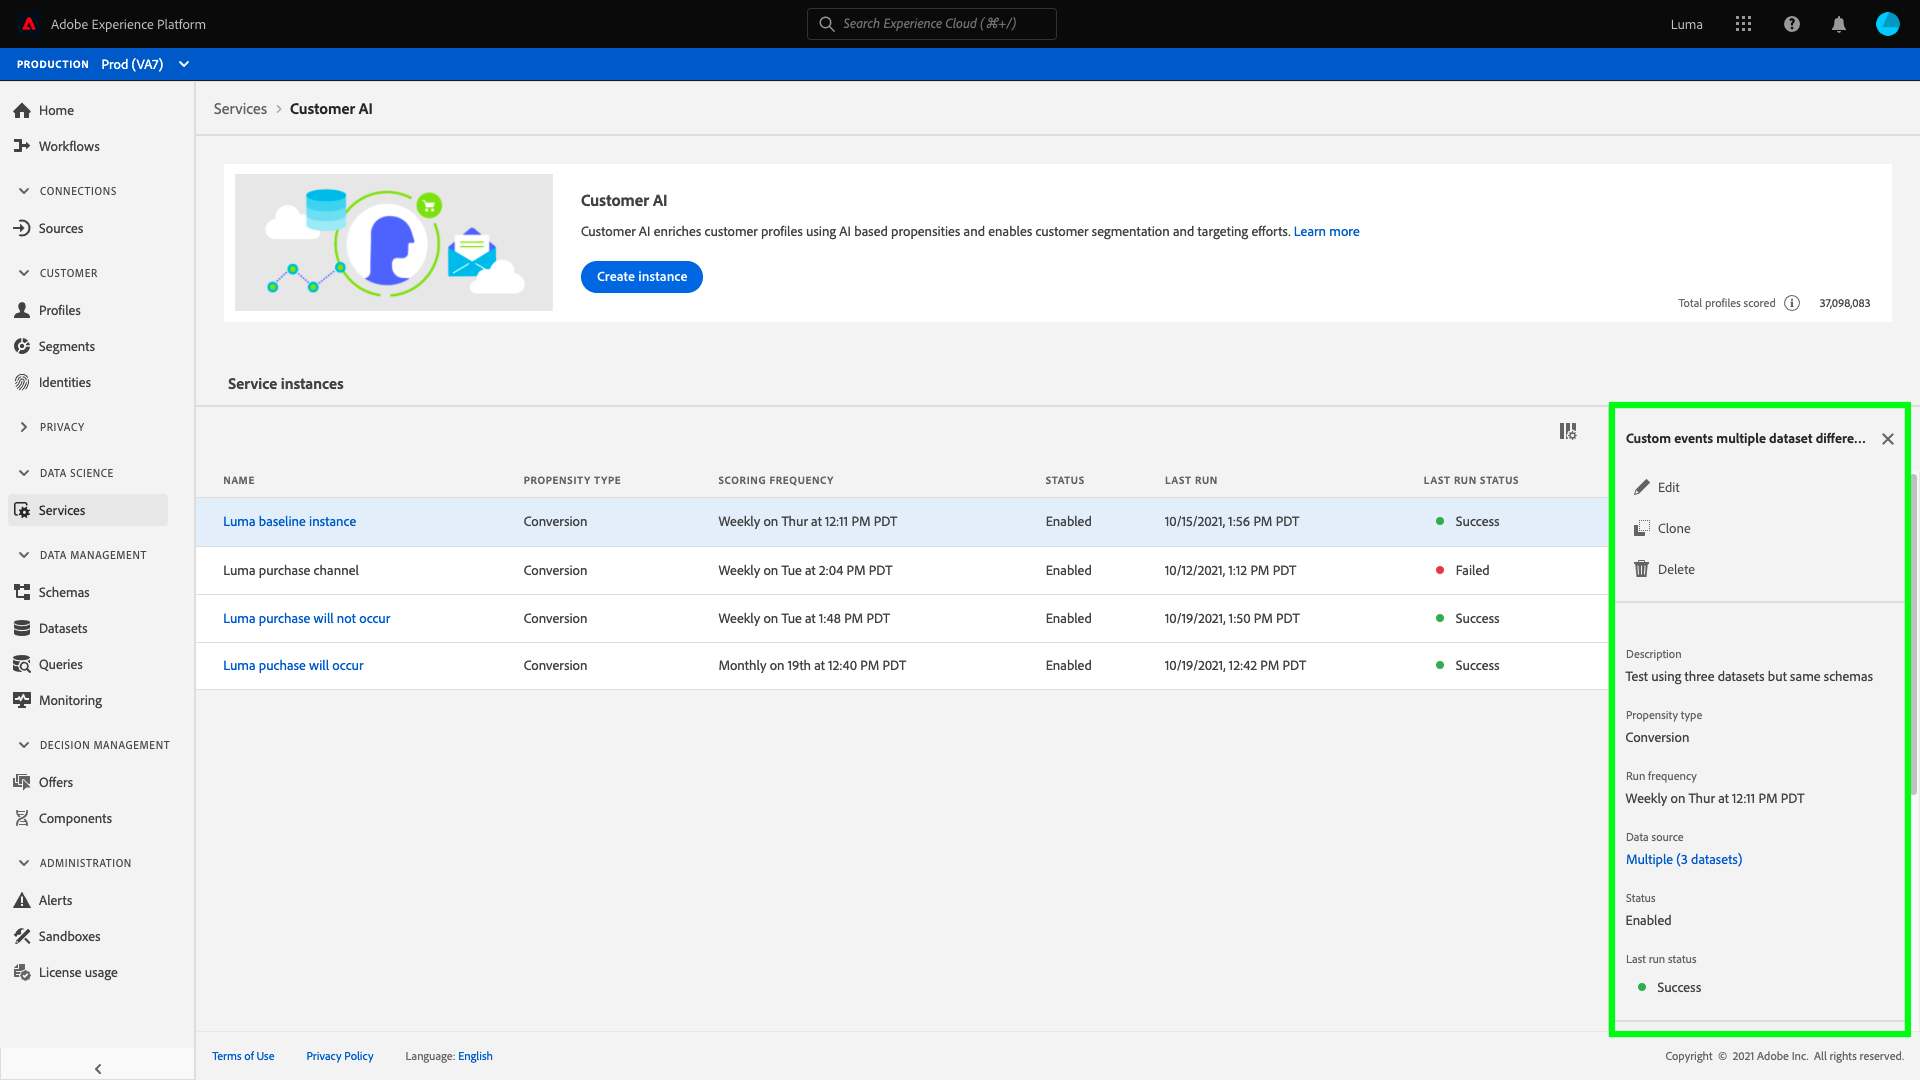 Adobe Experience Platform
Search Experience Cloud (⌘+/)
Luma
PRODUCTION Prod (VA7)
Home
Workflows
CONNECTIONS
Sources
CUSTOMER
Profiles
Segments
Identities
PRIVACY
DATA SCIENCE
Services
DATA MANAGEMENT
Schemas
Datasets
Queries
Monitoring
DECISION MANAGEMENT
Offers
Components
ADMINISTRATION
Alerts
Sandboxes
License usage
Services > Customer AI
Customer AI
Customer AI enriches customer profiles using AI based propensities and enables customer segmentation and targeting efforts. Learn more
Create instance
Total profiles scored 37,098,083
Service instances
NAME PROPENSITY TYPE SCORING FREQUENCY STATUS LAST RUN LAST RUN STATUS
Luma baseline instance Conversion Weekly on Thur at 12:11 PM PDT Enabled 10/15/2021, 1:56 PM PDT Success
Luma purchase channel Conversion Weekly on Tue at 2:04 PM PDT Enabled 10/12/2021, 1:12 PM PDT Failed
Luma purchase will not occur Conversion Weekly on Tue at 1:48 PM PDT Enabled 10/19/2021, 1:50 PM PDT Success
Luma puchase will occur Conversion Monthly on 19th at 12:40 PM PDT Enabled 10/19/2021, 12:42 PM PDT Success
Custom events multiple dataset differe...
Edit
Clone
Delete
Description
Test using three datasets but same schemas
Propensity type
Conversion
Run frequency
Weekly on Thur at 12:11 PM PDT
Data source
Multiple (3 datasets)
Status
Enabled
Last run status
Success
Terms of Use Privacy Policy Language: English
Copyright © 2021 Adobe Inc. All rights reserved.